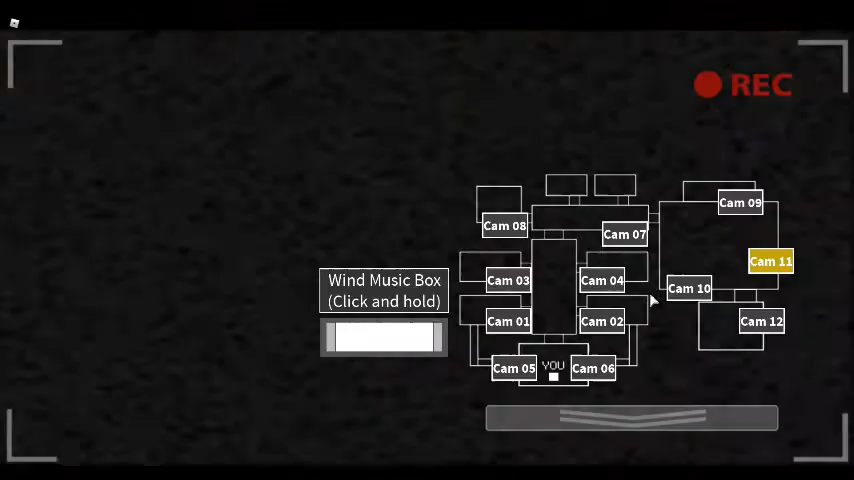 REC
Cam 09
Cam 08
Cam 07
Cam 11
Wind Music Box
(Click and hold)
Cam 03
Cam 04
Cam 10
Cam 01
Cam 02
Cam 12
Cam 05
YOU
Cam 06